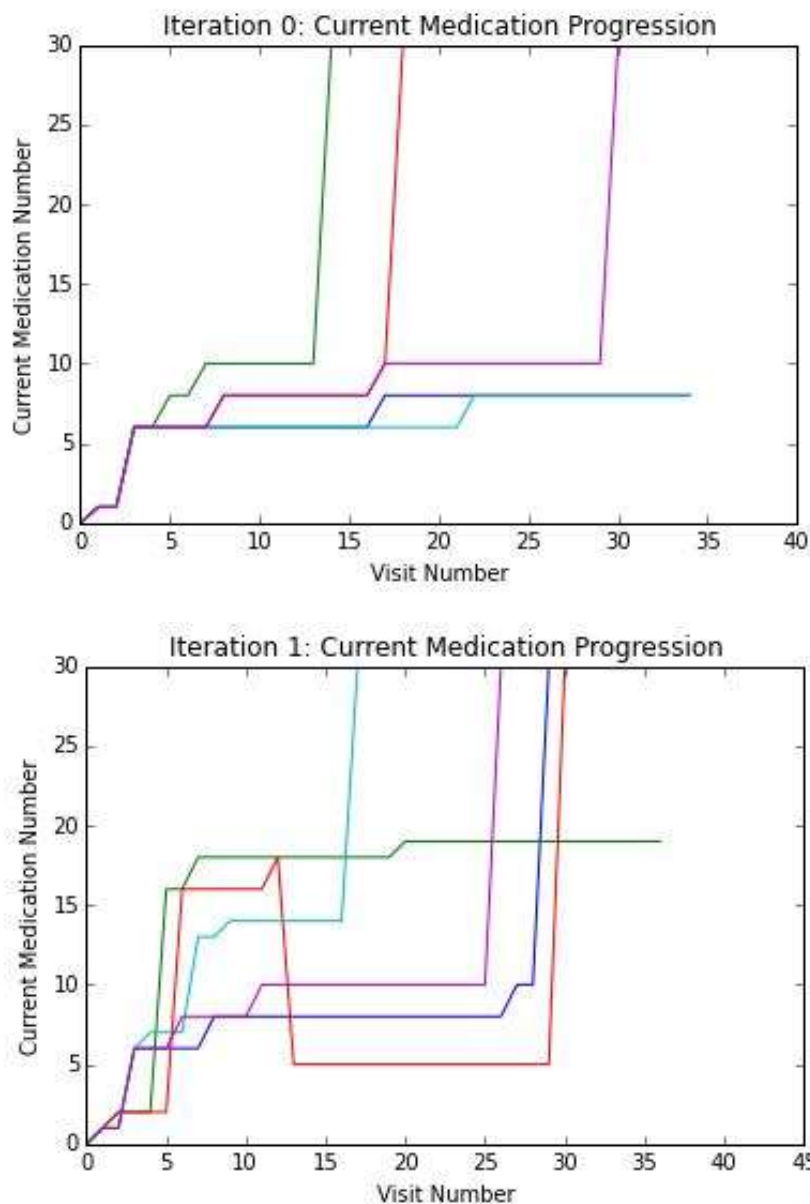 Iteration 0: Current Medication Progression
30
25
20
15
10
5
0
Current Medication Number
0 5 10 15 20 25 30 35 40
Visit Number
Iteration 1: Current Medication Progression
30
25
20
15
10
5
0
Current Medication Number
0 5 10 15 20 25 30 35 40 45
Visit Number